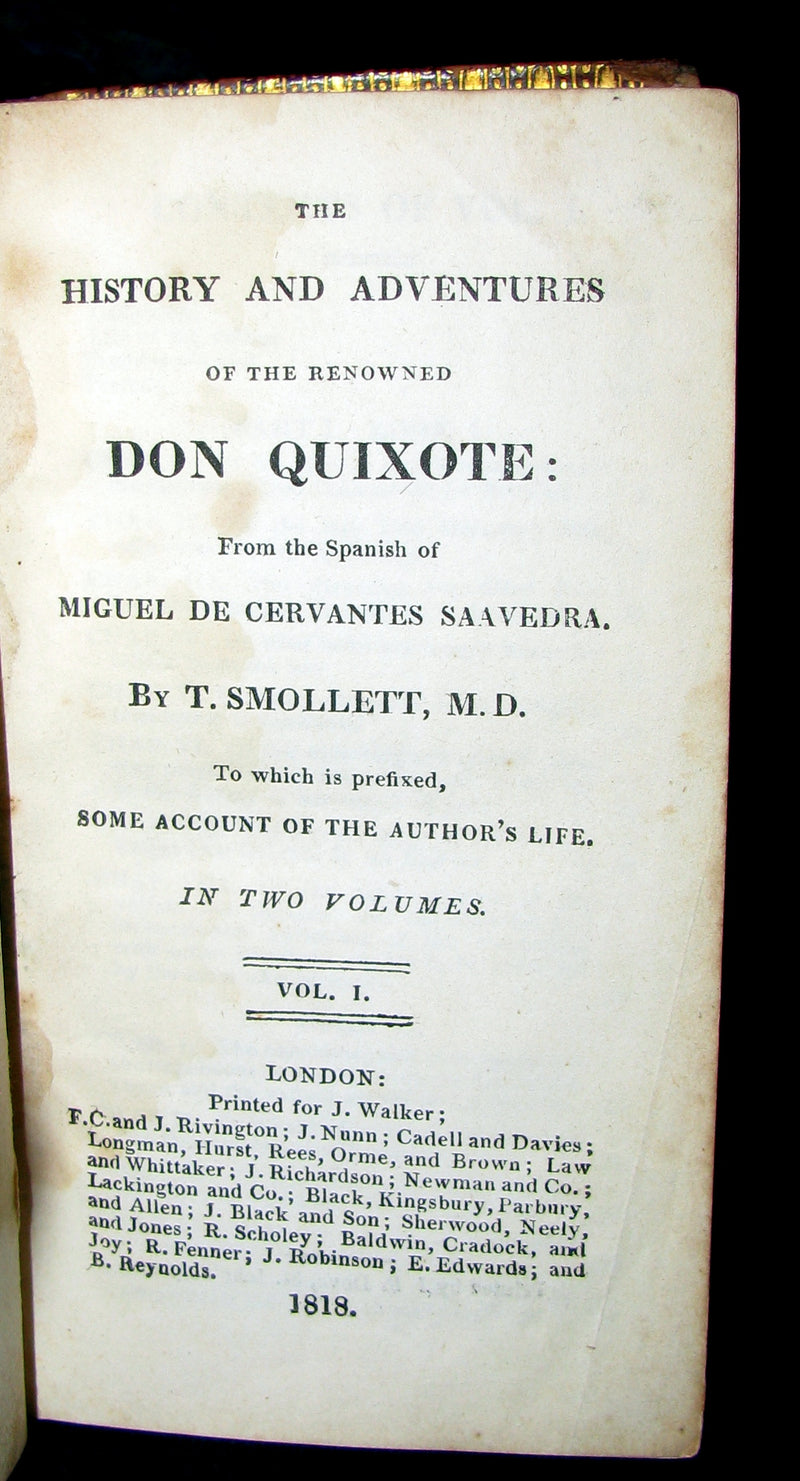 THE
HISTORY AND ADVENTURES
OF THE RENOWNED
DON QUIXOTE:
From the Spanish of
MIGUEL DE CERVANTES SAAVEDRA.
BY T. SMOLLETT, M.D.
To which is prefixed,
SOME ACCOUNT OF THE AUTHOR'S LIFE.
IN TWO VOLUMES.
VOL. I.
LONDON:
Printed for J. Walker;
F.C. and J. Rivington; J. Nunn; Cadell and Davies;
Longman, Hurst, Rees, Orme, and Brown; Law
and Whittaker; J. Richardson; Newman and Co.;
Lackington and Co.; Black, Kingsbury, Parbury,
and Allen; J. Black and Son; Sherwood, Neely,
and Jones; R. Scholey; Baldwin, Cradock, and
Joy; R. Fenner; J. Robinson; E. Edwards; and
B. Reynolds.
1818.